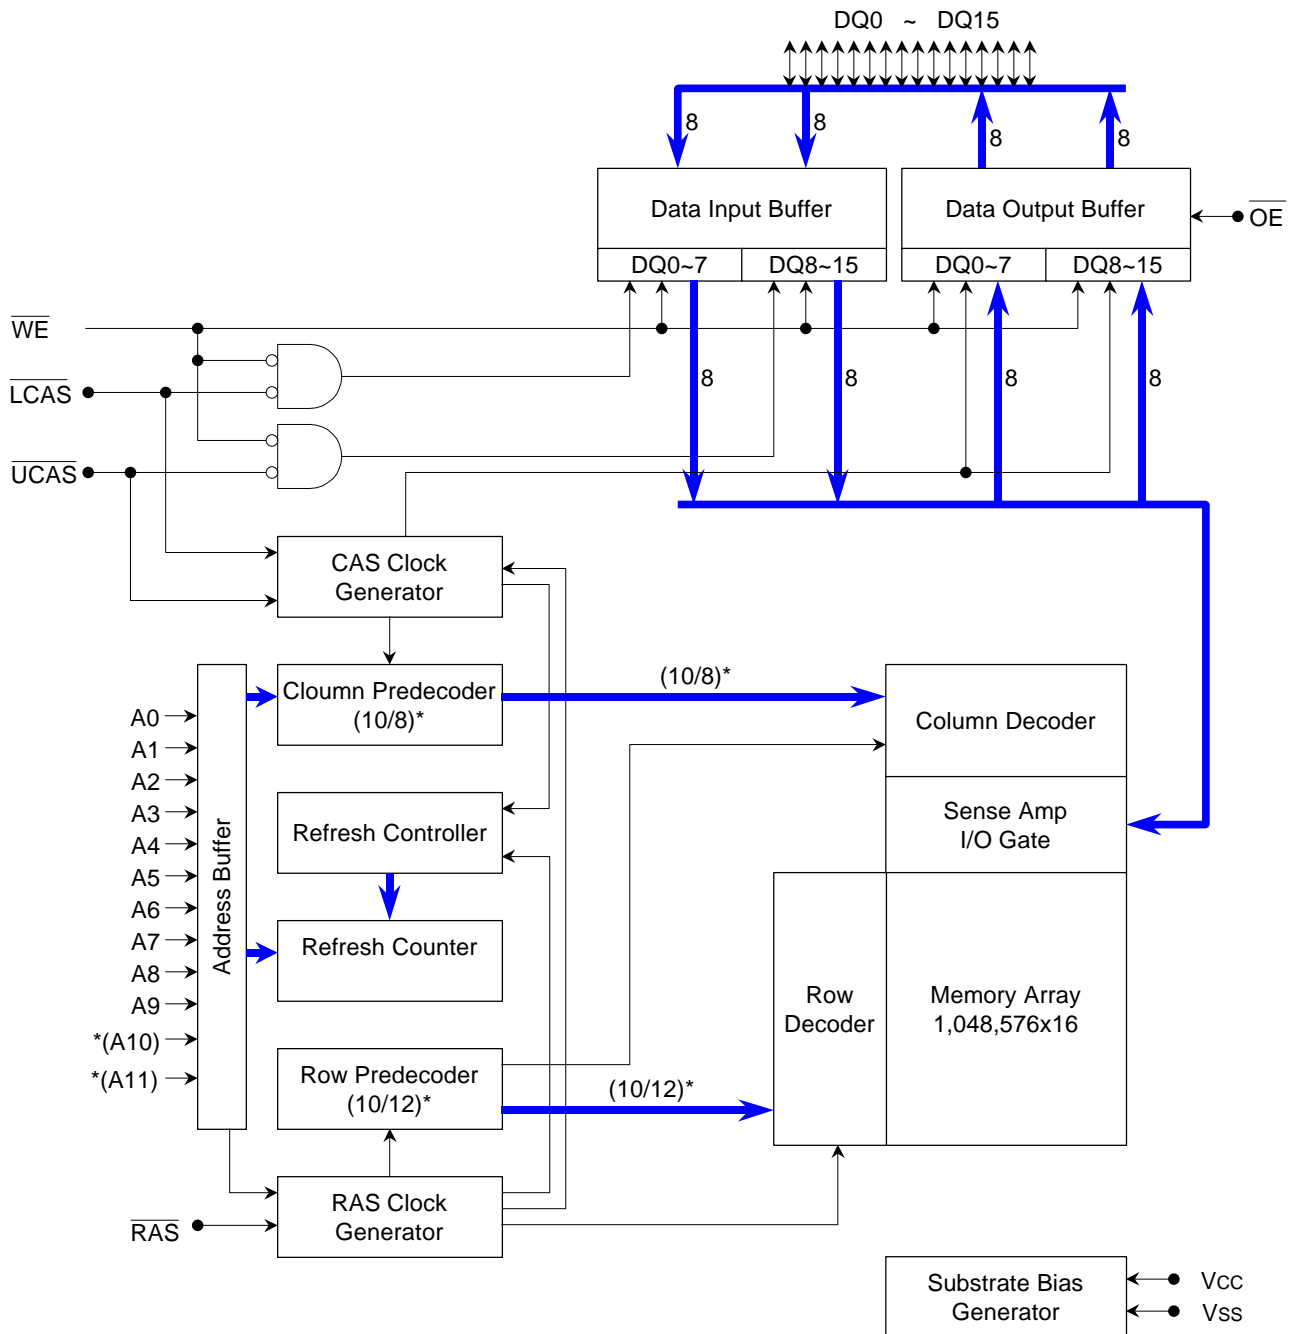 DQ0 ~ DQ15
8 8 8 8
Data Input Buffer
Data Output Buffer
OE
DQ0~7 DQ8~15
DQ0~7 DQ8~15
WE
LCAS
UCAS
8 8 8 8
CAS Clock
Generator
Cloumn Predecoder
(10/8)*
(10/8)*
Column Decoder
A0
A1
A2
A3
A4
A5
A6
A7
A8
A9
*(A10)
*(A11)
Address Buffer
Refresh Controller
Sense Amp
I/O Gate
Refresh Counter
Row
Decoder
Memory Array
1,048,576x16
Row Predecoder
(10/12)*
(10/12)*
RAS Clock
Generator
RAS
Substrate Bias
Generator
Vcc
Vss